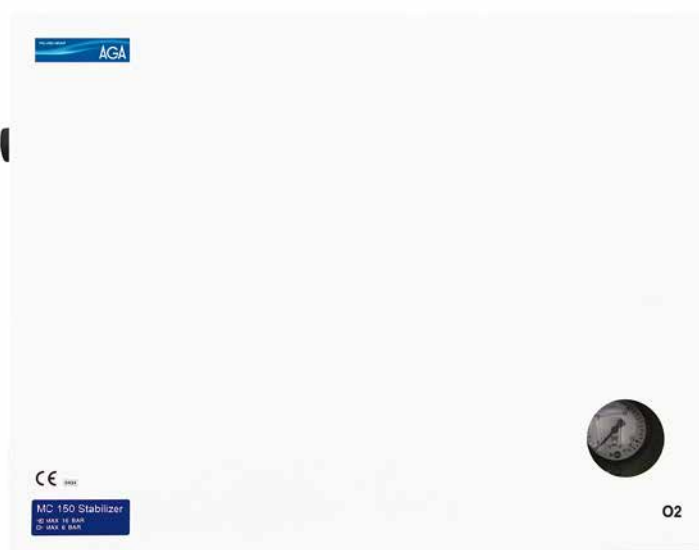 AGA
CE
MC 150 Stabilizer
MAX 16 BAR
MAX 6 BAR
O2